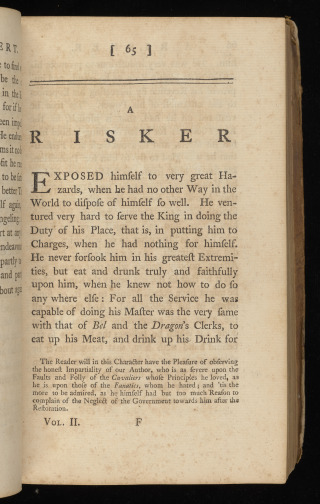 [ 65 ]
A
RISKER
EXPOSED himself to very great Ha-
zards, when he had no other Way in the
World to dispose of himself so well. He ven-
tured very hard to serve the King in doing the
Duty of his Place, that is, in putting him to
Charges, when he had nothing for himself.
He never forsook him in his greatest Extremi-
ties, but eat and drunk truly and faithfully
upon him, when he knew not how to do so
any where else: For all the Service he was
capable of doing his Master was the very same
with that of Bel and the Dragon's Clerks, to
eat up his Meat, and drink up his Drink for
The Reader will in this Character have the Pleasure of observing
the honest Impartiality of our Author, who is as severe upon the
Faults and Folly of the Cavaliers whose Principles he loved, as
he is upon those of the Fanatics, whom he hated; and 'tis the
more to be admired, as he himself had but too much Reason to
complain of the Neglect of the Government towards him after the
Restoration.
VOL. II. F